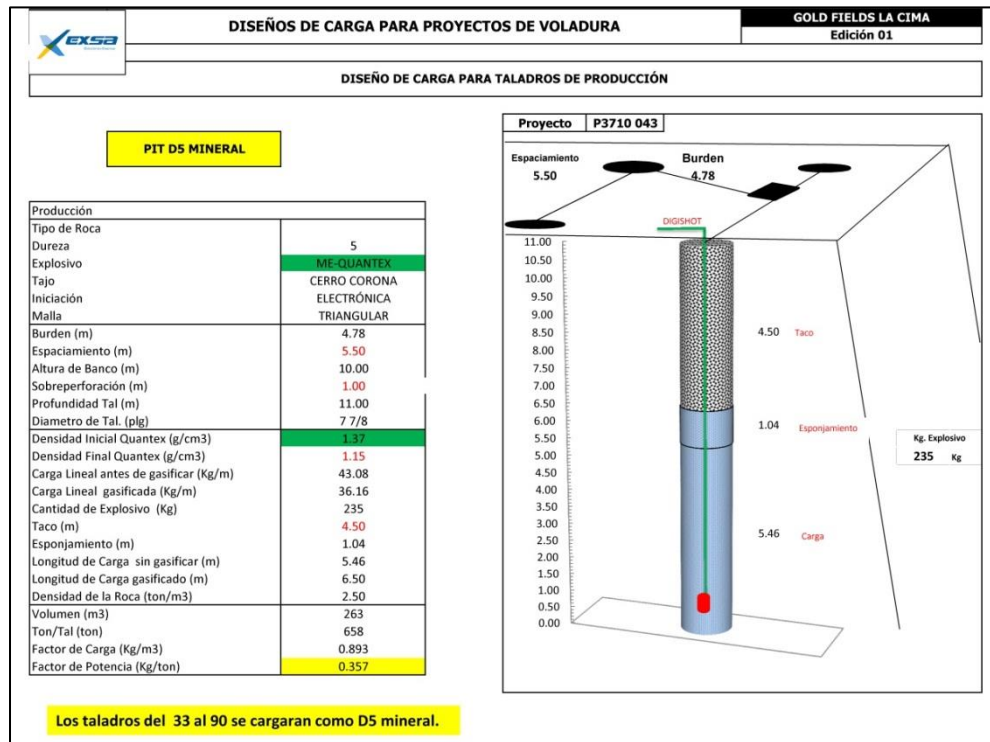 exsa
DISEÑOS DE CARGA PARA PROYECTOS DE VOLADURA
GOLD FIELDS LA CIMA
Edición 01
DISEÑO DE CARGA PARA TALADROS DE PRODUCCIÓN
PIT D5 MINERAL
Producción
Tipo de Roca
Dureza 5
Explosivo ME-QUANTEX
Tajo CERRO CORONA
Iniciación ELECTRÓNICA
Malla TRIANGULAR
Burden (m) 4.78
Espaciamiento (m) 5.50
Altura de Banco (m) 10.00
Sobreperforación (m) 1.00
Profundidad Tal (m) 11.00
Diametro de Tal. (plg) 7 7/8
Densidad Inicial Quantex (g/cm3) 1.37
Densidad Final Quantex (g/cm3) 1.15
Carga Lineal antes de gasificar (Kg/m) 43.08
Carga Lineal gasificada (Kg/m) 36.16
Cantidad de Explosivo (Kg) 235
Taco (m) 4.50
Esponjamiento (m) 1.04
Longitud de Carga sin gasificar (m) 5.46
Longitud de Carga gasificado (m) 6.50
Densidad de la Roca (ton/m3) 2.50
Volumen (m3) 263
Ton/Tal (ton) 658
Factor de Carga (Kg/m3) 0.893
Factor de Potencia (Kg/ton) 0.357
Los taladros del 33 al 90 se cargaran como D5 mineral.
Proyecto P3710 043
Espaciamiento
5.50
Burden
4.78
DIGISHOT
11.00
10.50
10.00
9.50
9.00
8.50
8.00
7.50
7.00
6.50
6.00
5.50
5.00
4.50
4.00
3.50
3.00
2.50
2.00
1.50
1.00
0.50
0.00
4.50 Taco
1.04 Esponjamiento
5.46 Carga
Kg. Explosivo
235 Kg